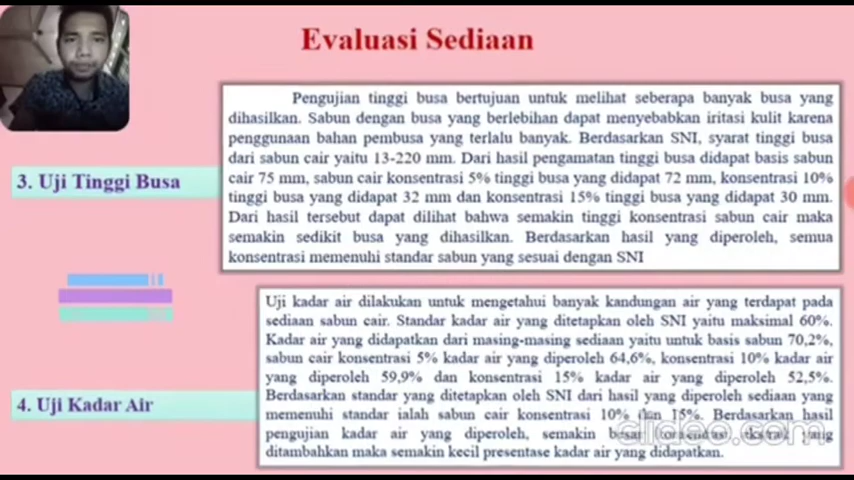 Evaluasi Sediaan
3. Uji Tinggi Busa
Pengujian tinggi busa bertujuan untuk melihat seberapa banyak busa yang
dihasilkan. Sabun dengan busa yang berlebihan dapat menyebabkan iritasi kulit karena
penggunaan bahan pembusa yang terlalu banyak. Berdasarkan SNI, syarat tinggi busa
dari sabun cair yaitu 13-220 mm. Dari hasil pengamatan tinggi busa didapat basis sabun
cair 75 mm, sabun cair konsentrasi 5% tinggi busa yang didapat 72 mm, konsentrasi 10%
tinggi busa yang didapat 32 mm dan konsentrasi 15% tinggi busa yang didapat 30 mm.
Dari hasil tersebut dapat dilihat bahwa semakin tinggi konsentrasi sabun cair maka
semakin sedikit busa yang dihasilkan. Berdasarkan hasil yang diperoleh, semua
konsentrasi memenuhi standar sabun yang sesuai dengan SNI
4. Uji Kadar Air
Uji kadar air dilakukan untuk mengetahui banyak kandungan air yang terdapat pada
sediaan sabun cair. Standar kadar air yang ditetapkan oleh SNI yaitu maksimal 60%.
Kadar air yang didapatkan dari masing-masing sediaan yaitu untuk basis sabun 70,2%,
sabun cair konsentrasi 5% kadar air yang diperoleh 64,6%, konsentrasi 10% kadar air
yang diperoleh 59,9% dan konsentrasi 15% kadar air yang diperoleh 52,5%.
Berdasarkan standar yang ditetapkan oleh SNI dari hasil yang diperoleh sediaan yang
memenuhi standar ialah sabun cair konsentrasi 10% dan 15%. Berdasarkan hasil
pengujian kadar air yang diperoleh, semakin besar konsentrasi ekstrak yang
ditambahkan maka semakin kecil presentase kadar air yang didapatkan.
clideo.com